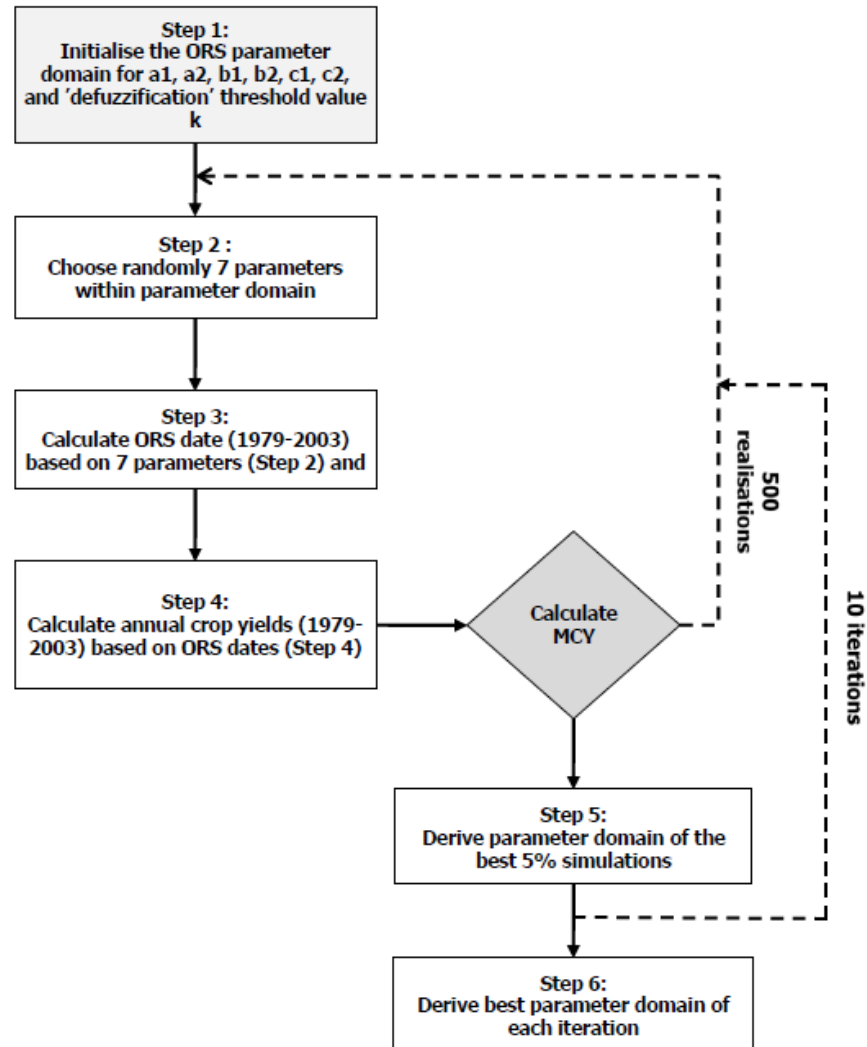 Step 1:
Initialise the ORS parameter
domain for a1, a2, b1, b2, c1, c2,
and ’defuzzification’ threshold value
k
Step 2 :
Choose randomly 7 parameters
within parameter domain
Step 3:
Calculate ORS date (1979-2003)
based on 7 parameters (Step 2) and
Step 4:
Calculate annual crop yields (1979-
2003) based on ORS dates (Step 4)
Calculate
MCY
500
realisations
10 iterations
Step 5:
Derive parameter domain of the
best 5% simulations
Step 6:
Derive best parameter domain of
each iteration